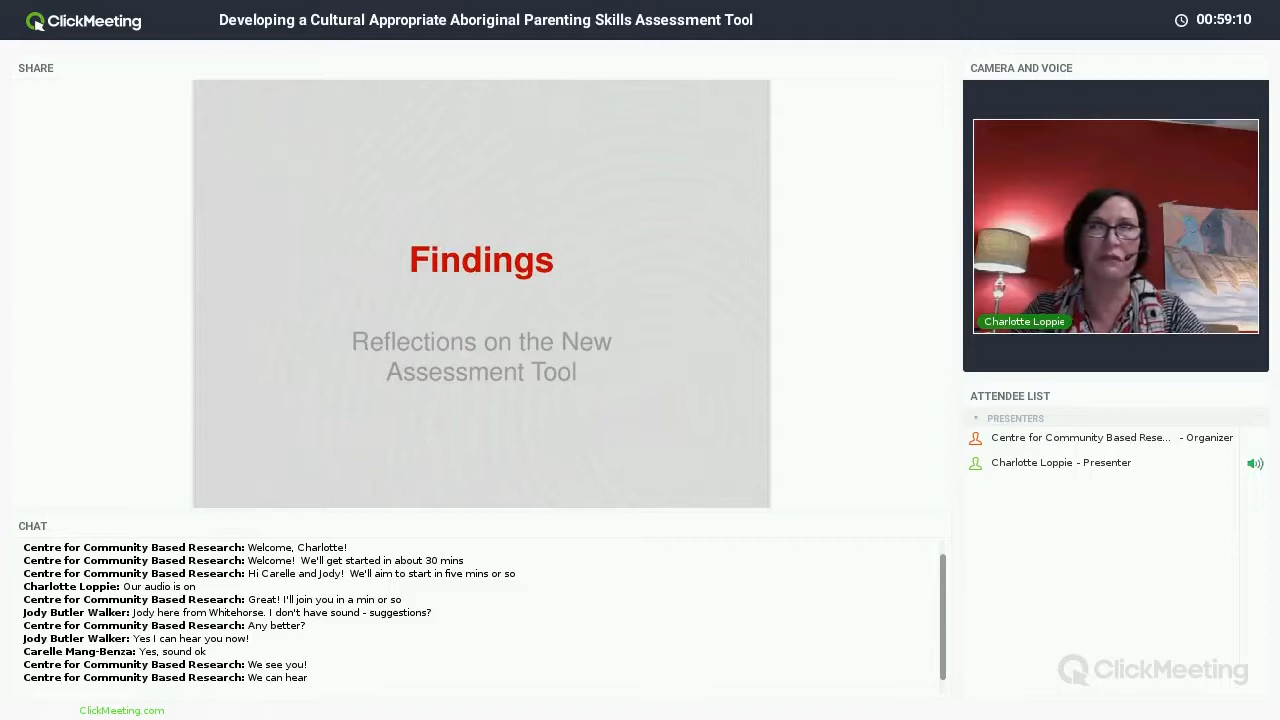 ClickMeeting
Developing a Cultural Appropriate Aboriginal Parenting Skills Assessment Tool
00:59:10
SHARE
Findings
Reflections on the New
Assessment Tool
CAMERA AND VOICE
Charlotte Loppie
ATTENDEE LIST
PRESENTERS
Centre for Community Based Rese... - Organizer
Charlotte Loppie - Presenter
CHAT
Centre for Community Based Research: Welcome, Charlotte!
Centre for Community Based Research: Welcome!  We'll get started in about 30 mins
Centre for Community Based Research: Hi Carelle and Jody!  We'll aim to start in five mins or so
Charlotte Loppie: Our audio is on
Centre for Community Based Research: Great! I'll join you in a min or so
Jody Butler Walker: Jody here from Whitehorse. I don't have sound - suggestions?
Centre for Community Based Research: Any better?
Jody Butler Walker: Yes I can hear you now!
Carelle Mang-Benza: Yes, sound ok
Centre for Community Based Research: We see you!
Centre for Community Based Research: We can hear
ClickMeeting
ClickMeeting.com